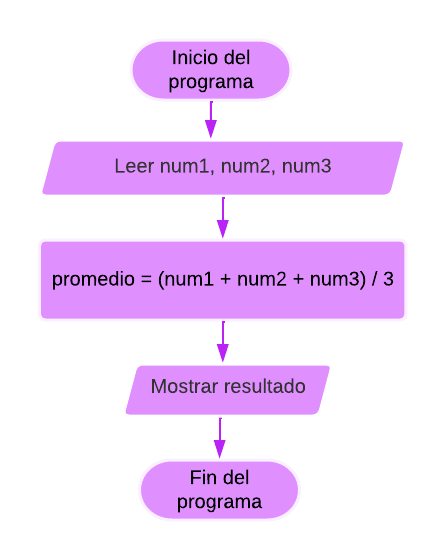 Inicio del
programa
Leer num1, num2, num3
promedio = (num1 + num2 + num3) / 3
Mostrar resultado
Fin del
programa